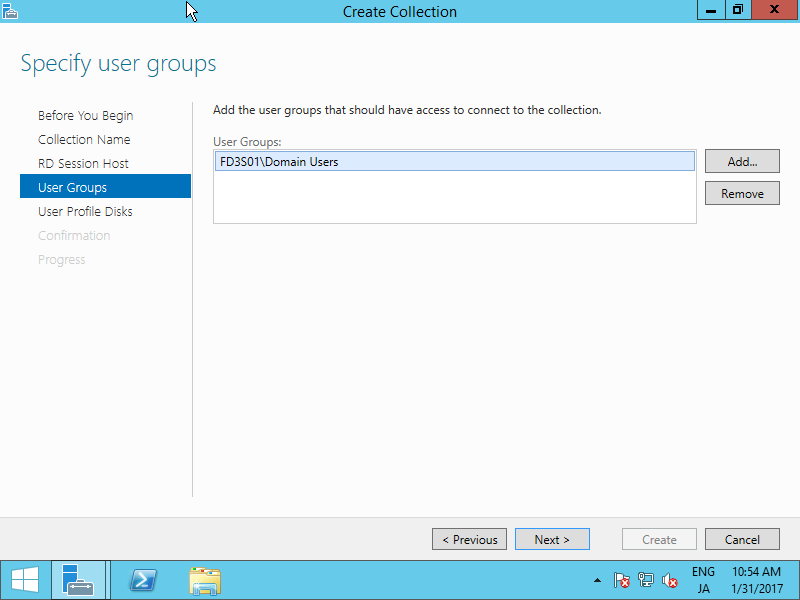 Create Collection
Specify user groups
Before You Begin
Collection Name
RD Session Host
User Groups
User Profile Disks
Confirmation
Progress
Add the user groups that should have access to connect to the collection.
User Groups:
FD3S01\Domain Users
Add...
Remove
< Previous
Next >
Create
Cancel
ENG
JA
10:54 AM
1/31/2017